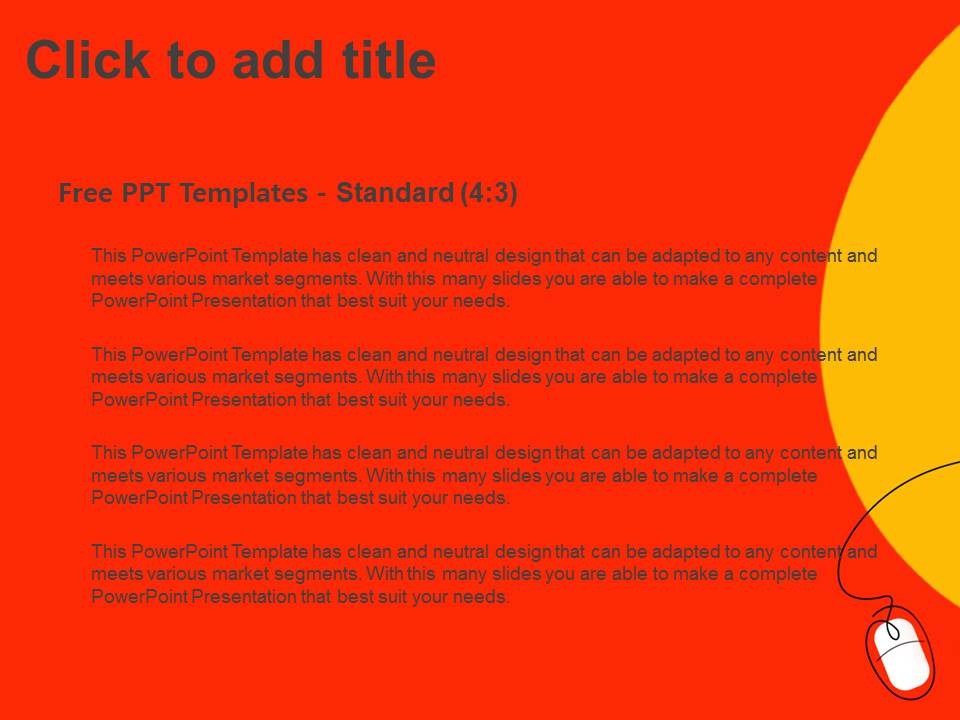 Click to add title
Free PPT Templates - Standard (4:3)
This PowerPoint Template has clean and neutral design that can be adapted to any content and
meets various market segments. With this many slides you are able to make a complete
PowerPoint Presentation that best suit your needs.
This PowerPoint Template has clean and neutral design that can be adapted to any content and
meets various market segments. With this many slides you are able to make a complete
PowerPoint Presentation that best suit your needs.
This PowerPoint Template has clean and neutral design that can be adapted to any content and
meets various market segments. With this many slides you are able to make a complete
PowerPoint Presentation that best suit your needs.
This PowerPoint Template has clean and neutral design that can be adapted to any content and
meets various market segments. With this many slides you are able to make a complete
PowerPoint Presentation that best suit your needs.